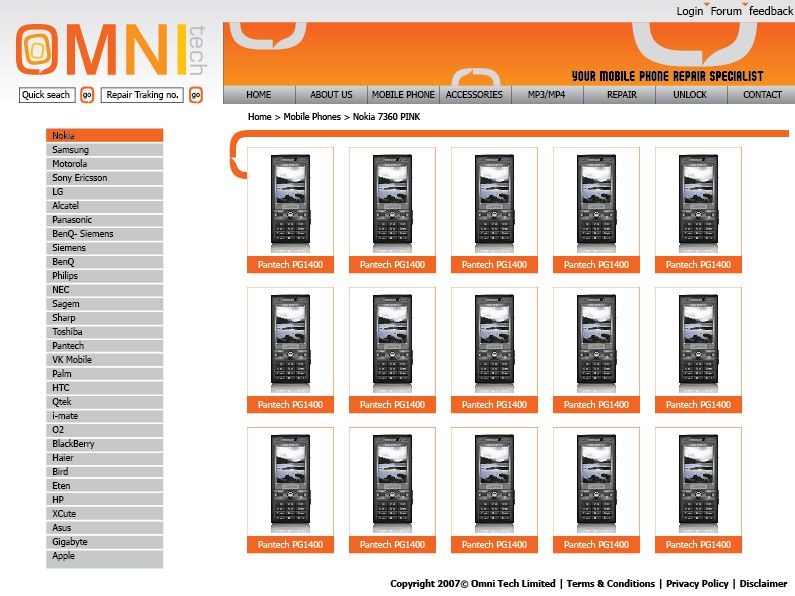 Login Forum feedback
OMNI tech
YOUR MOBILE PHONE REPAIR SPECIALIST
Quick seach go Repair Traking no. go
HOME ABOUT US MOBILE PHONE ACCESSORIES MP3/MP4 REPAIR UNLOCK CONTACT
Home > Mobile Phones > Nokia 7360 PINK
Nokia
Samsung
Motorola
Sony Ericsson
LG
Alcatel
Panasonic
BenQ- Siemens
Siemens
BenQ
Philips
NEC
Sagem
Sharp
Toshiba
Pantech
VK Mobile
Palm
HTC
Qtek
i-mate
O2
BlackBerry
Haier
Bird
Eten
HP
XCute
Asus
Gigabyte
Apple
Pantech PG1400 Pantech PG1400 Pantech PG1400 Pantech PG1400 Pantech PG1400
Pantech PG1400 Pantech PG1400 Pantech PG1400 Pantech PG1400 Pantech PG1400
Pantech PG1400 Pantech PG1400 Pantech PG1400 Pantech PG1400 Pantech PG1400
Copyright 2007© Omni Tech Limited | Terms & Conditions | Privacy Policy | Disclaimer